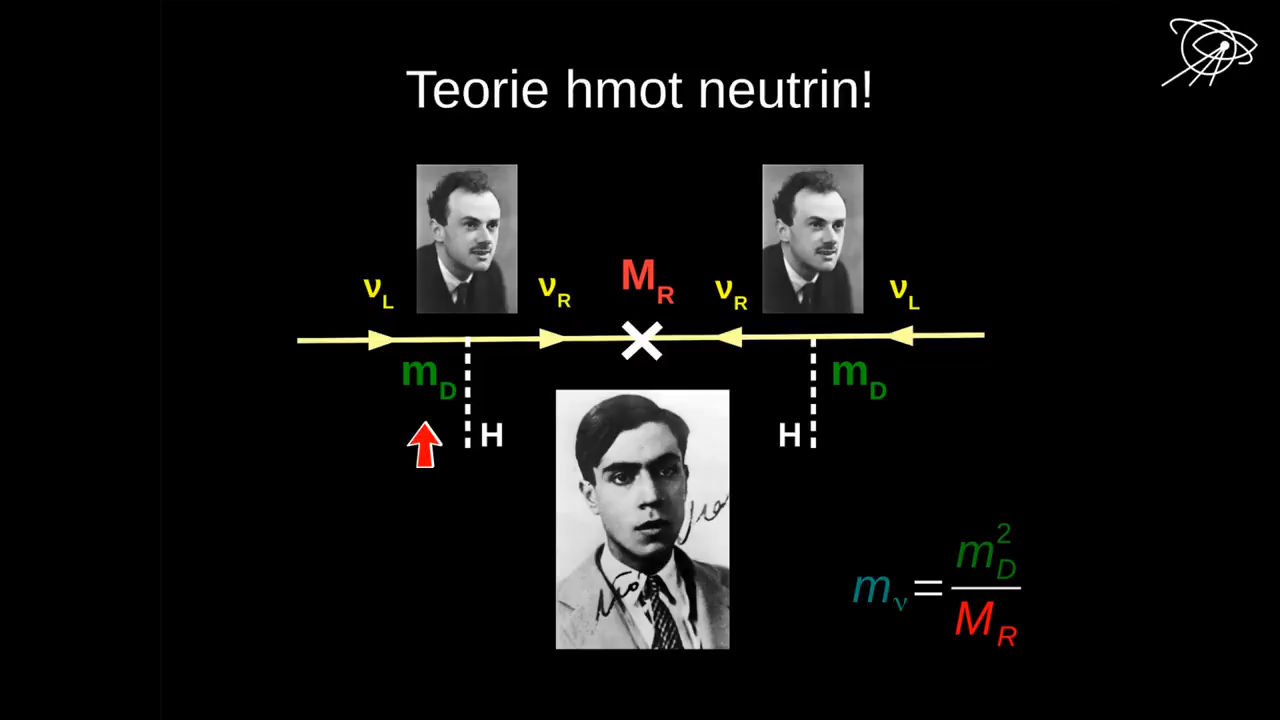 Teorie hmot neutrin!
νL νR MR νR νL
mD mD
H H
mν = mD2 / MR